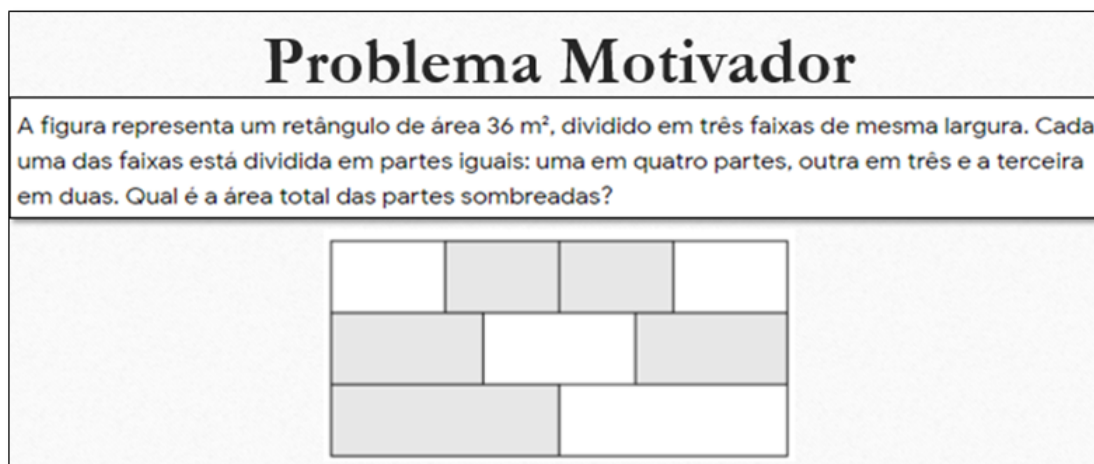 Problema Motivador
A figura representa um retângulo de área 36 m², dividido em três faixas de mesma largura. Cada
uma das faixas está dividida em partes iguais: uma em quatro partes, outra em três e a terceira
em duas. Qual é a área total das partes sombreadas?